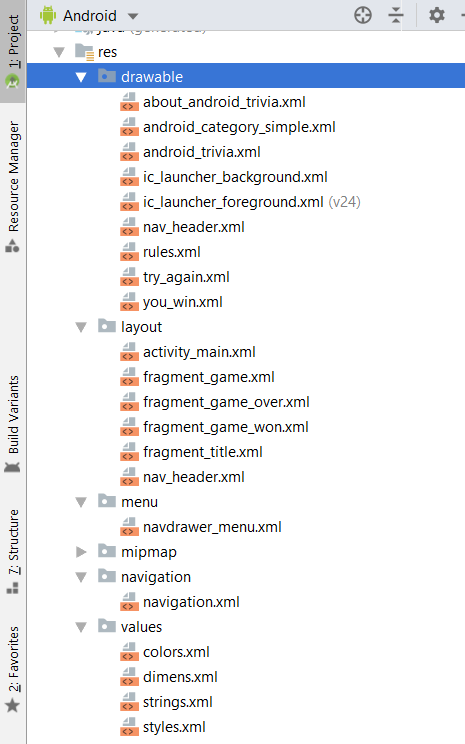 Android
java (generated)
res
drawable
about_android_trivia.xml
android_category_simple.xml
android_trivia.xml
ic_launcher_background.xml
ic_launcher_foreground.xml (v24)
nav_header.xml
rules.xml
try_again.xml
you_win.xml
layout
activity_main.xml
fragment_game.xml
fragment_game_over.xml
fragment_game_won.xml
fragment_title.xml
nav_header.xml
menu
navdrawer_menu.xml
mipmap
navigation
navigation.xml
values
colors.xml
dimens.xml
strings.xml
styles.xml
1: Project
Resource Manager
Build Variants
7: Structure
2: Favorites